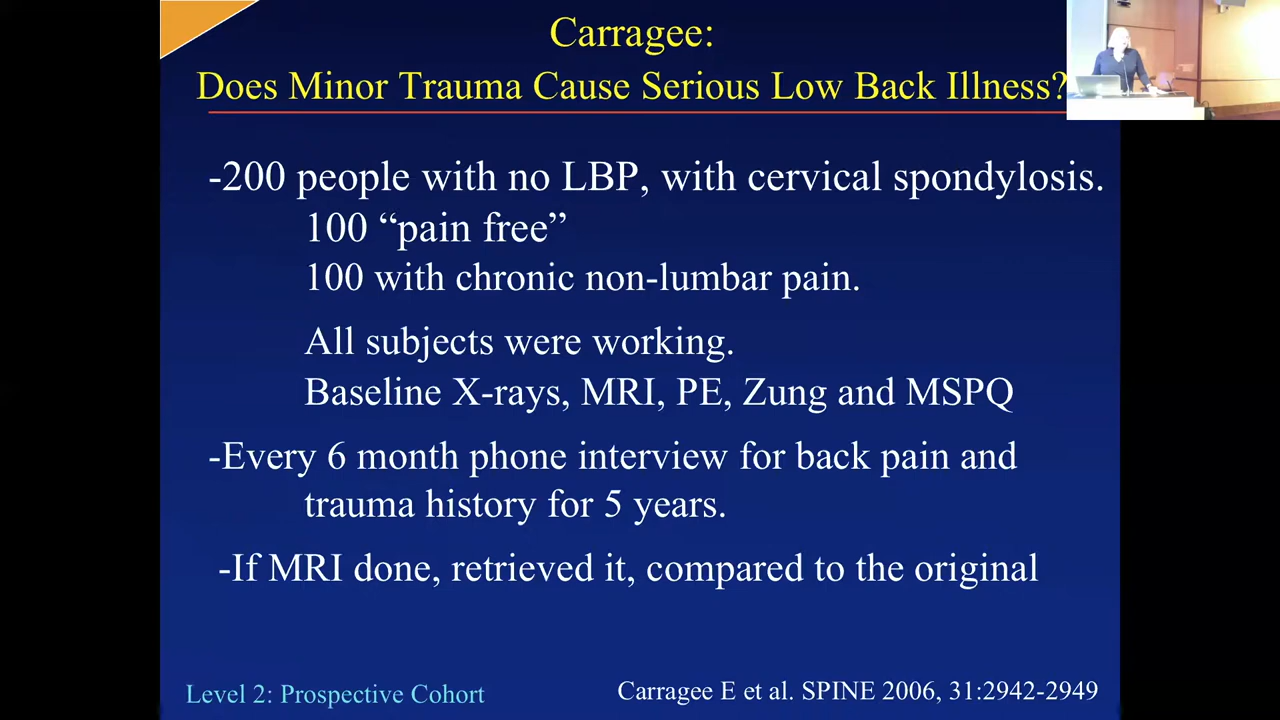 Carragee:
Does Minor Trauma Cause Serious Low Back Illness?
-200 people with no LBP, with cervical spondylosis.
100 “pain free”
100 with chronic non-lumbar pain.
All subjects were working.
Baseline X-rays, MRI, PE, Zung and MSPQ
-Every 6 month phone interview for back pain and
trauma history for 5 years.
-If MRI done, retrieved it, compared to the original
Level 2: Prospective Cohort
Carragee E et al. SPINE 2006, 31:2942-2949